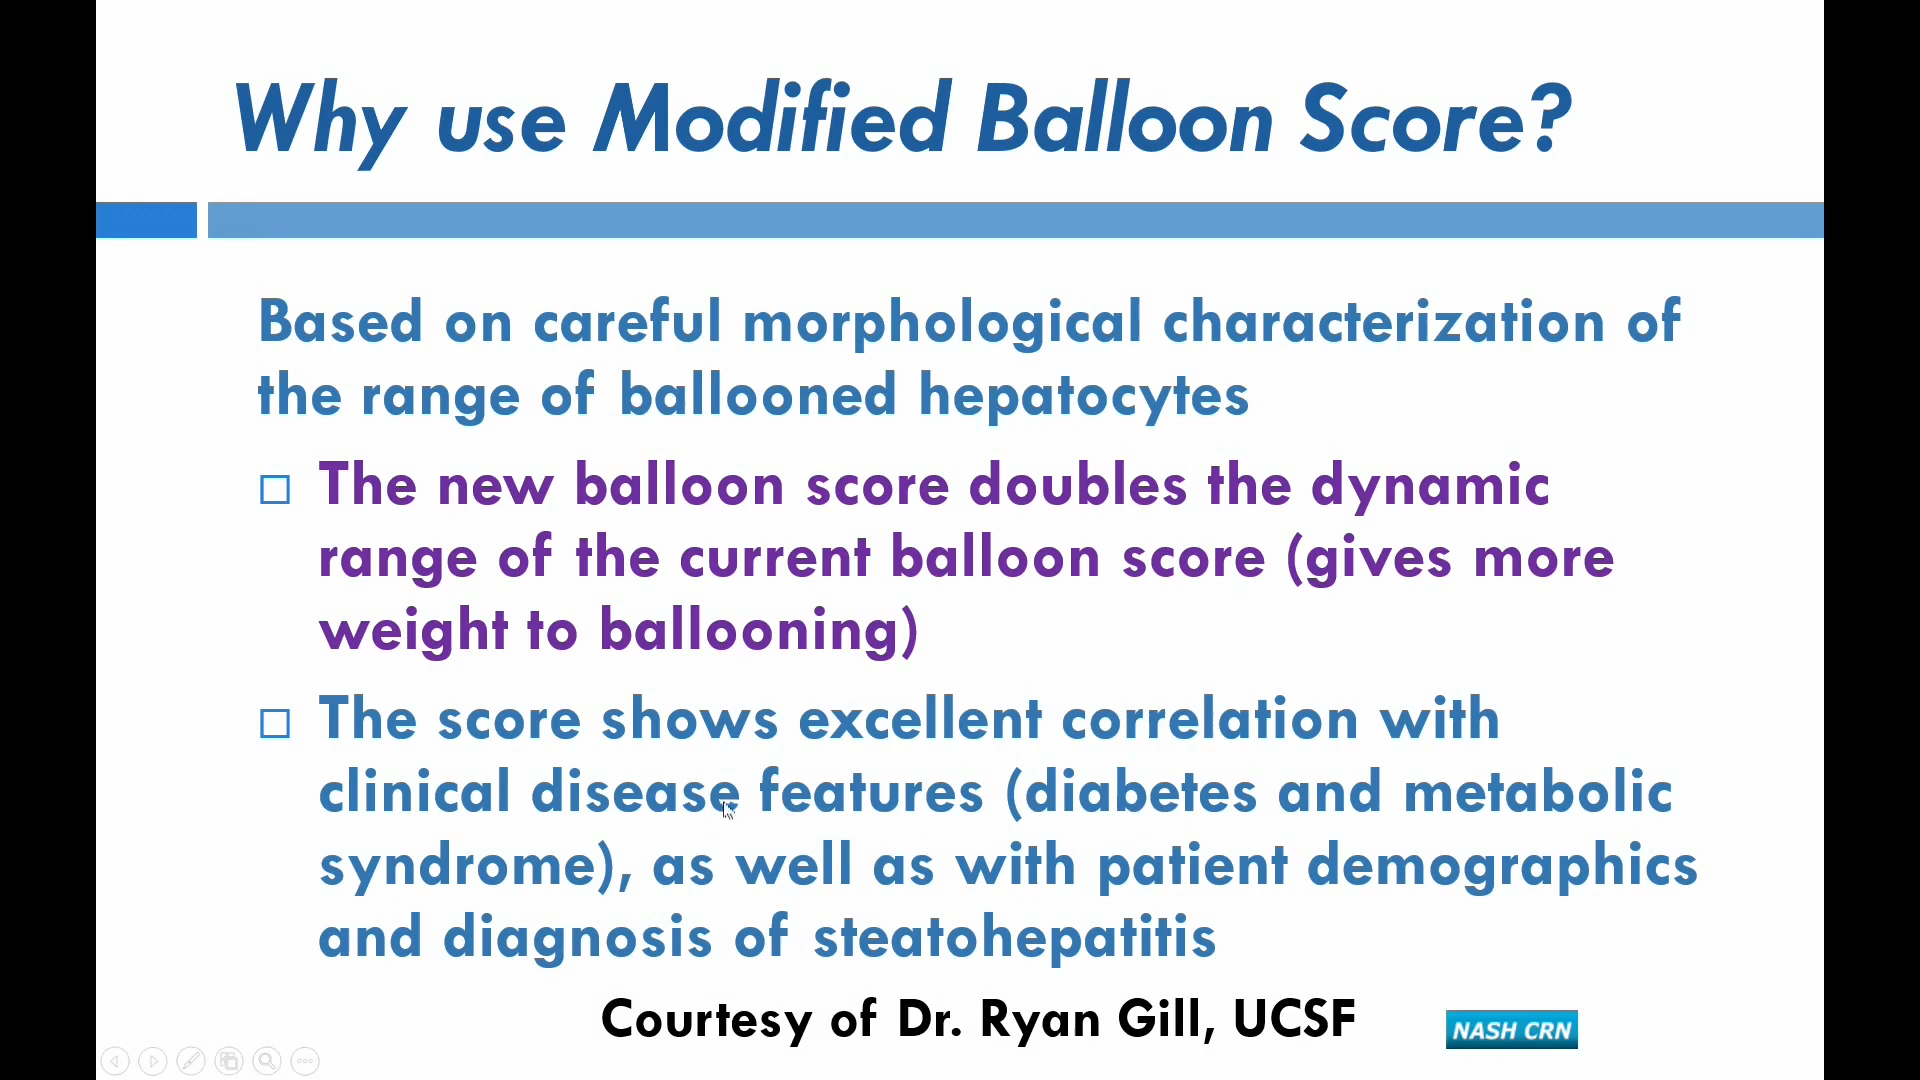 Why use Modified Balloon Score?
Based on careful morphological characterization of
the range of ballooned hepatocytes
The new balloon score doubles the dynamic
range of the current balloon score (gives more
weight to ballooning)
The score shows excellent correlation with
clinical disease features (diabetes and metabolic
syndrome), as well as with patient demographics
and diagnosis of steatohepatitis
Courtesy of Dr. Ryan Gill, UCSF
NASH CRN